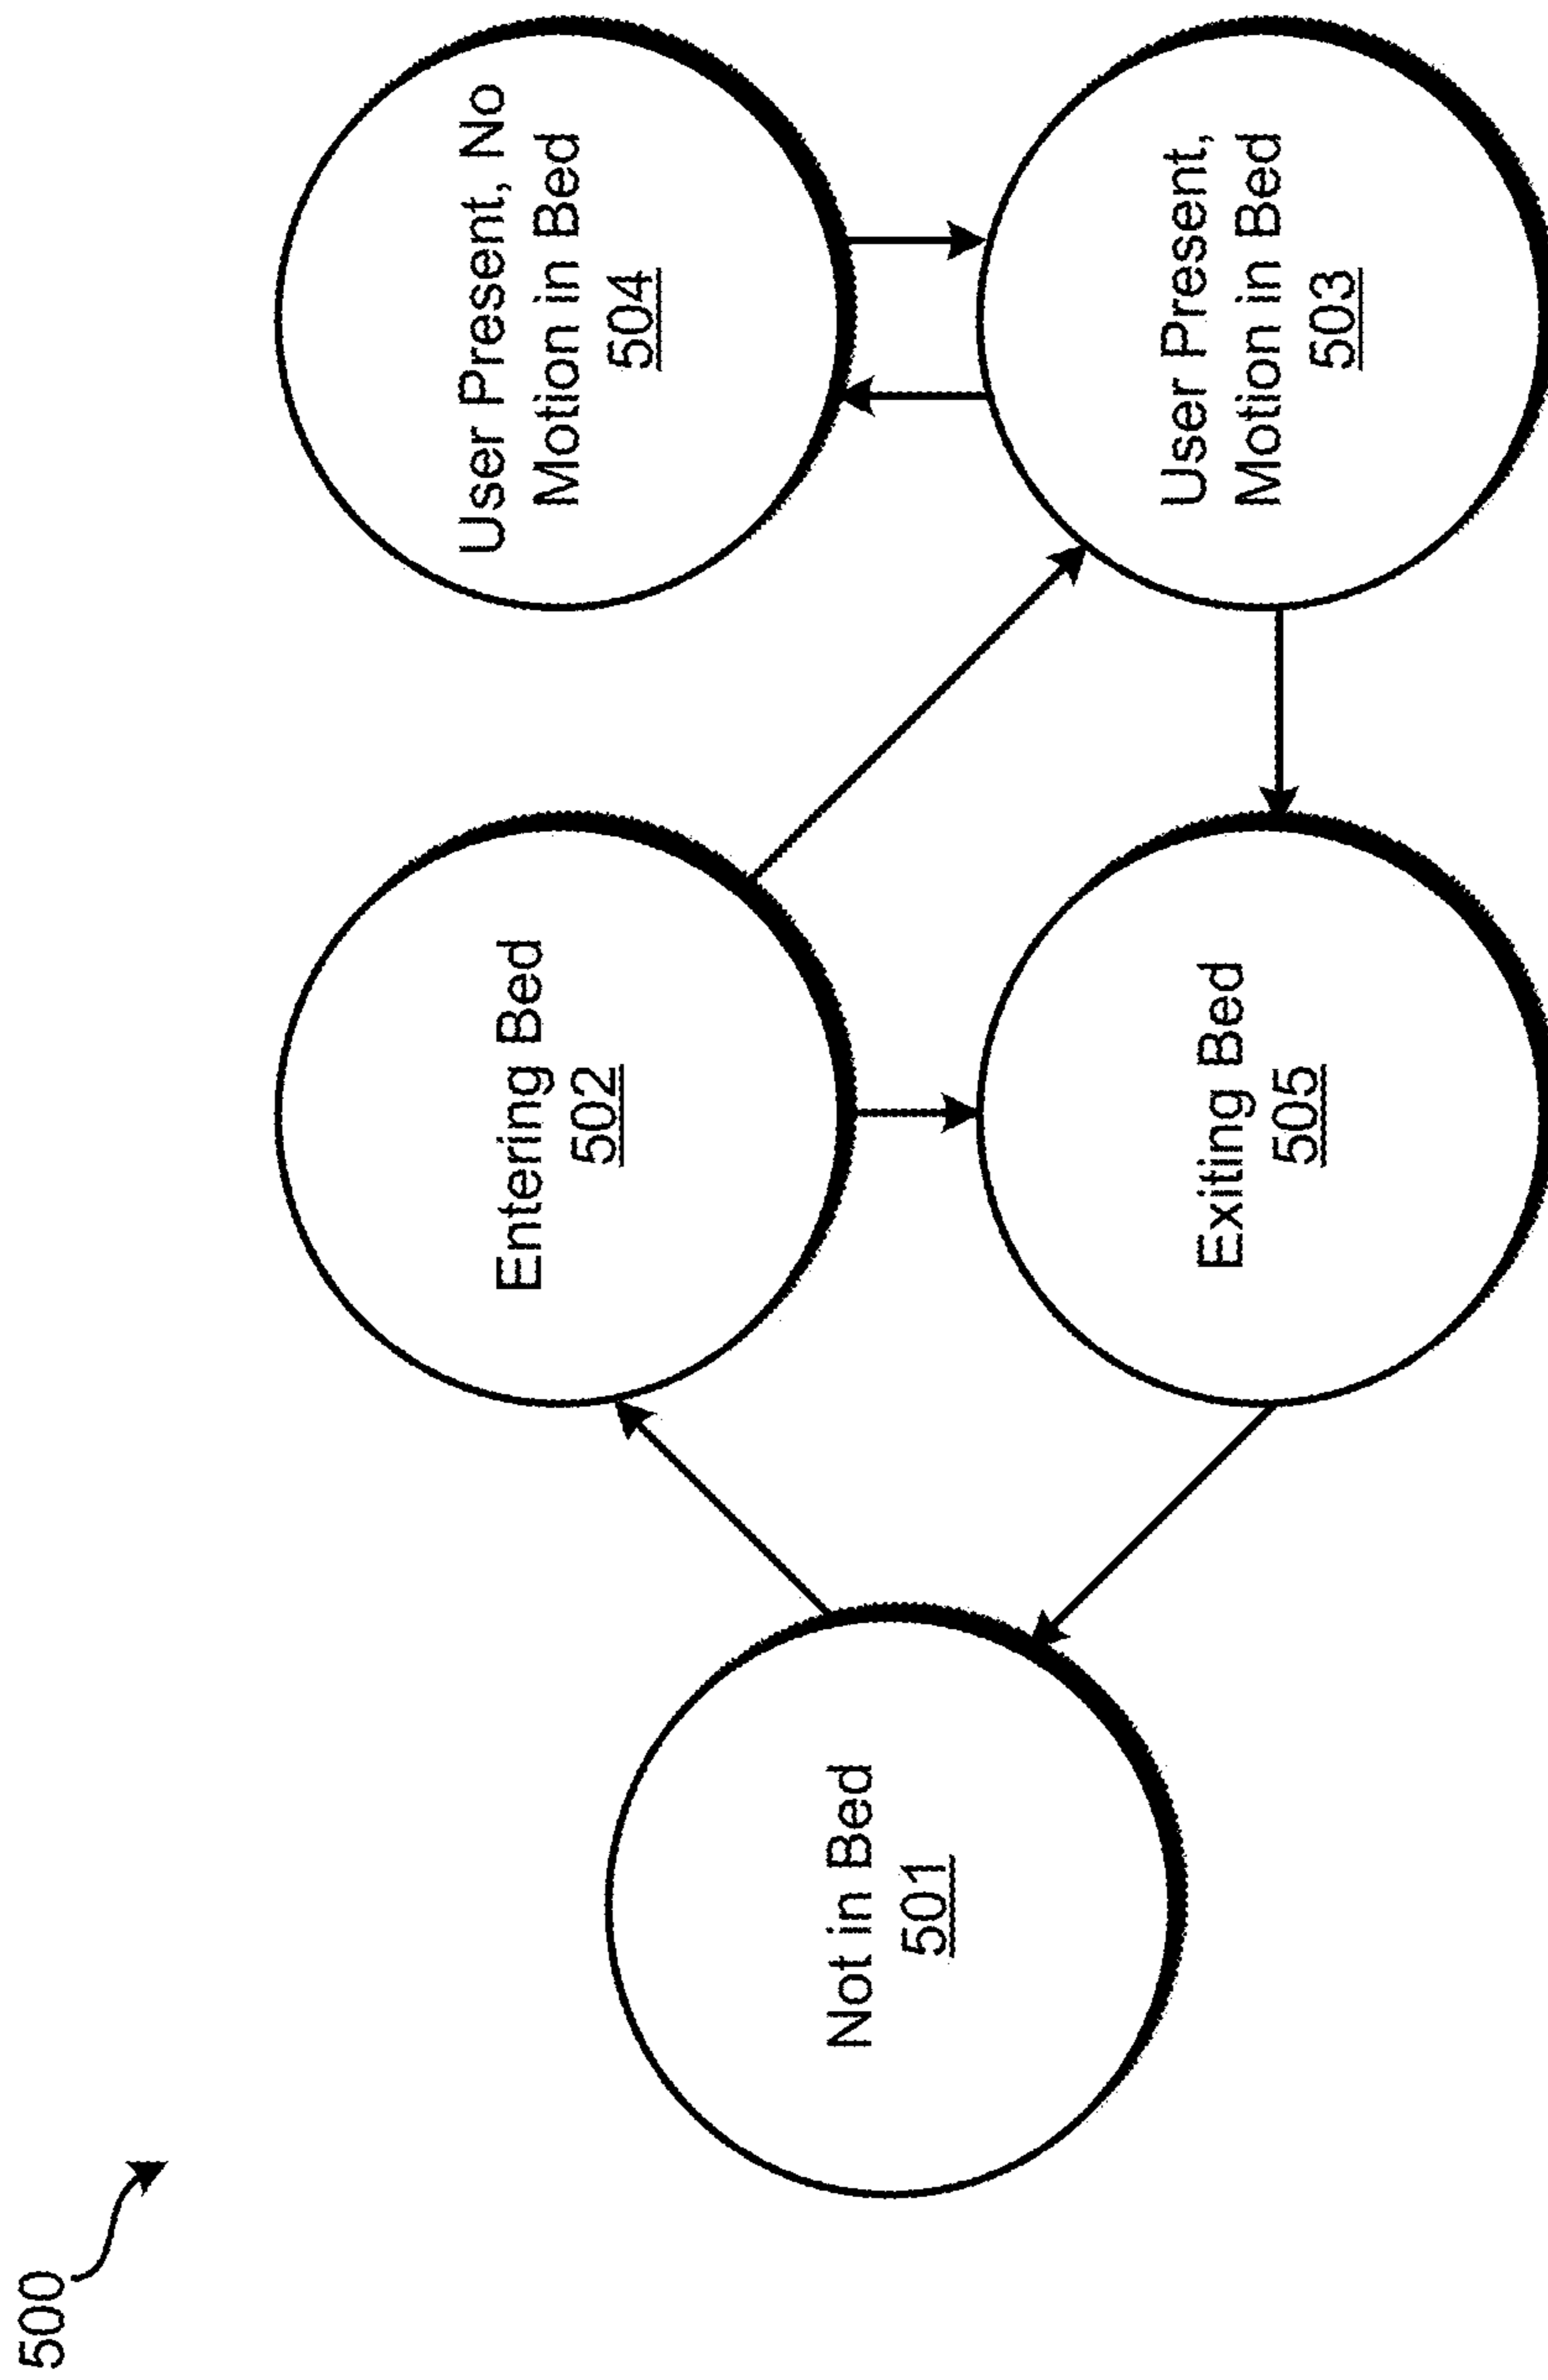 500
Not in Bed
501
Entering Bed
502
Exiting Bed
505
User Present, No
Motion in Bed
504
User Present,
Motion in Bed
503